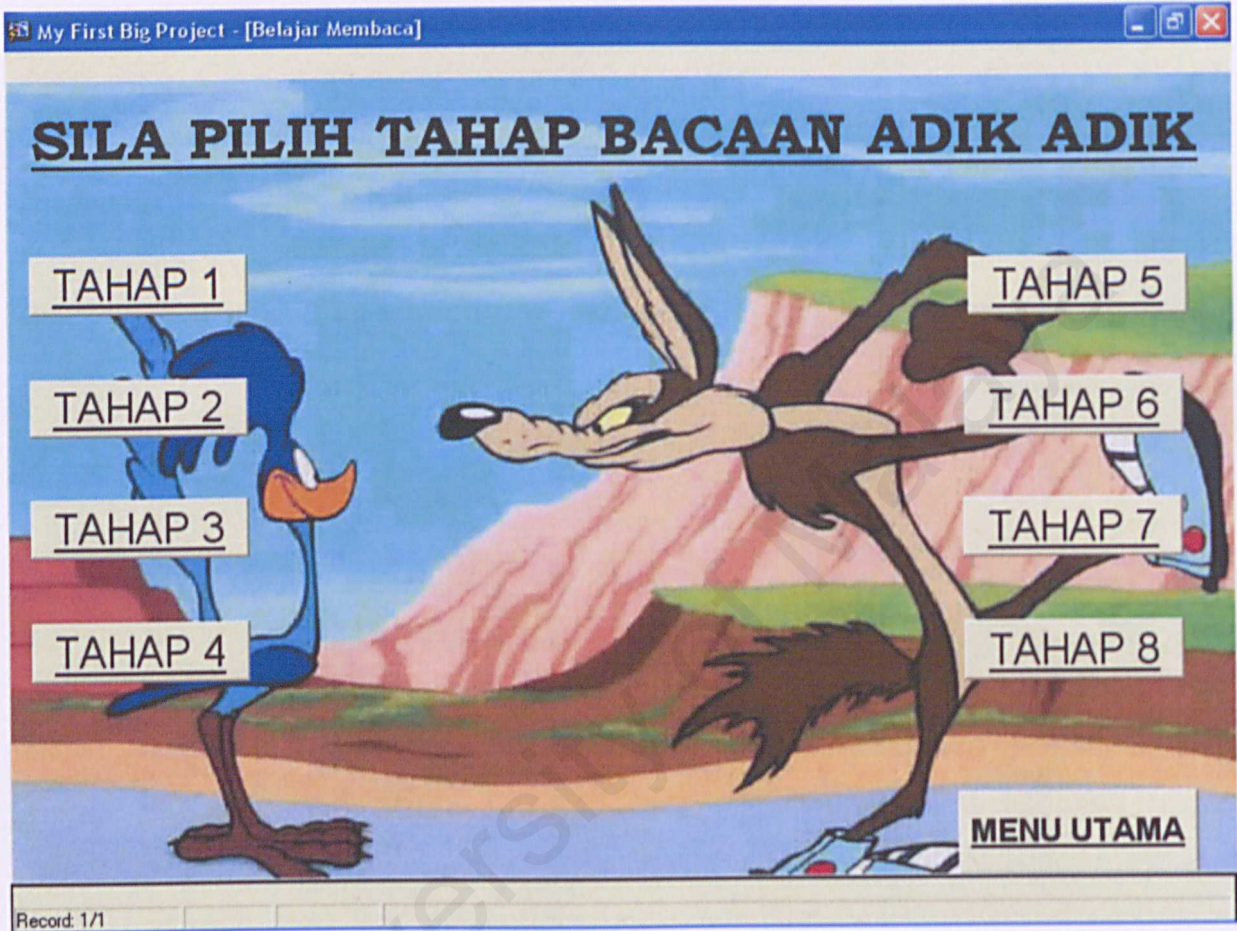 My First Big Project - [Belajar Membaca]
SILA PILIH TAHAP BACAAN ADIK ADIK
TAHAP 1
TAHAP 2
TAHAP 3
TAHAP 4
TAHAP 5
TAHAP 6
TAHAP 7
TAHAP 8
MENU UTAMA
Record: 1/1